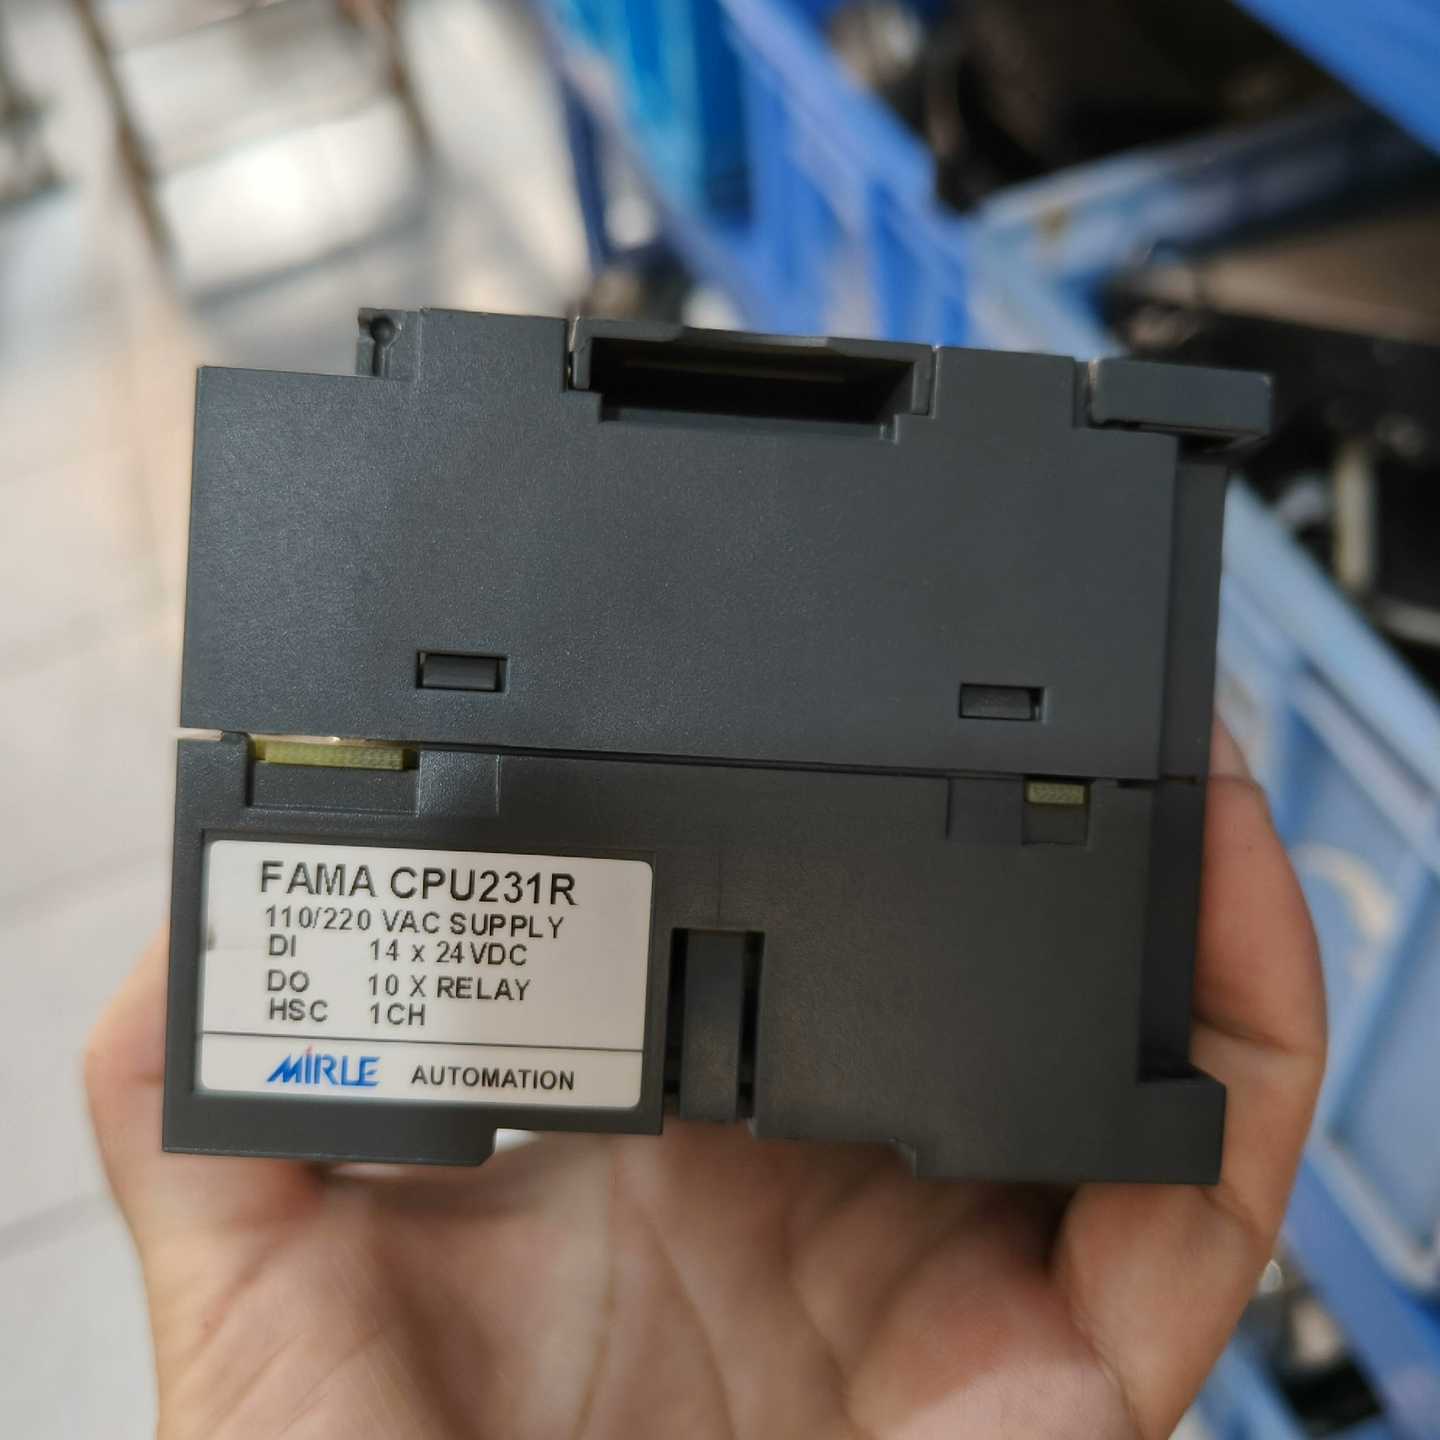 FAMA CPU231R
110/220 VAC SUPPLY
DI 14 x 24VDC
DO 10 X RELAY
HSC 1CH
MIRLE AUTOMATION